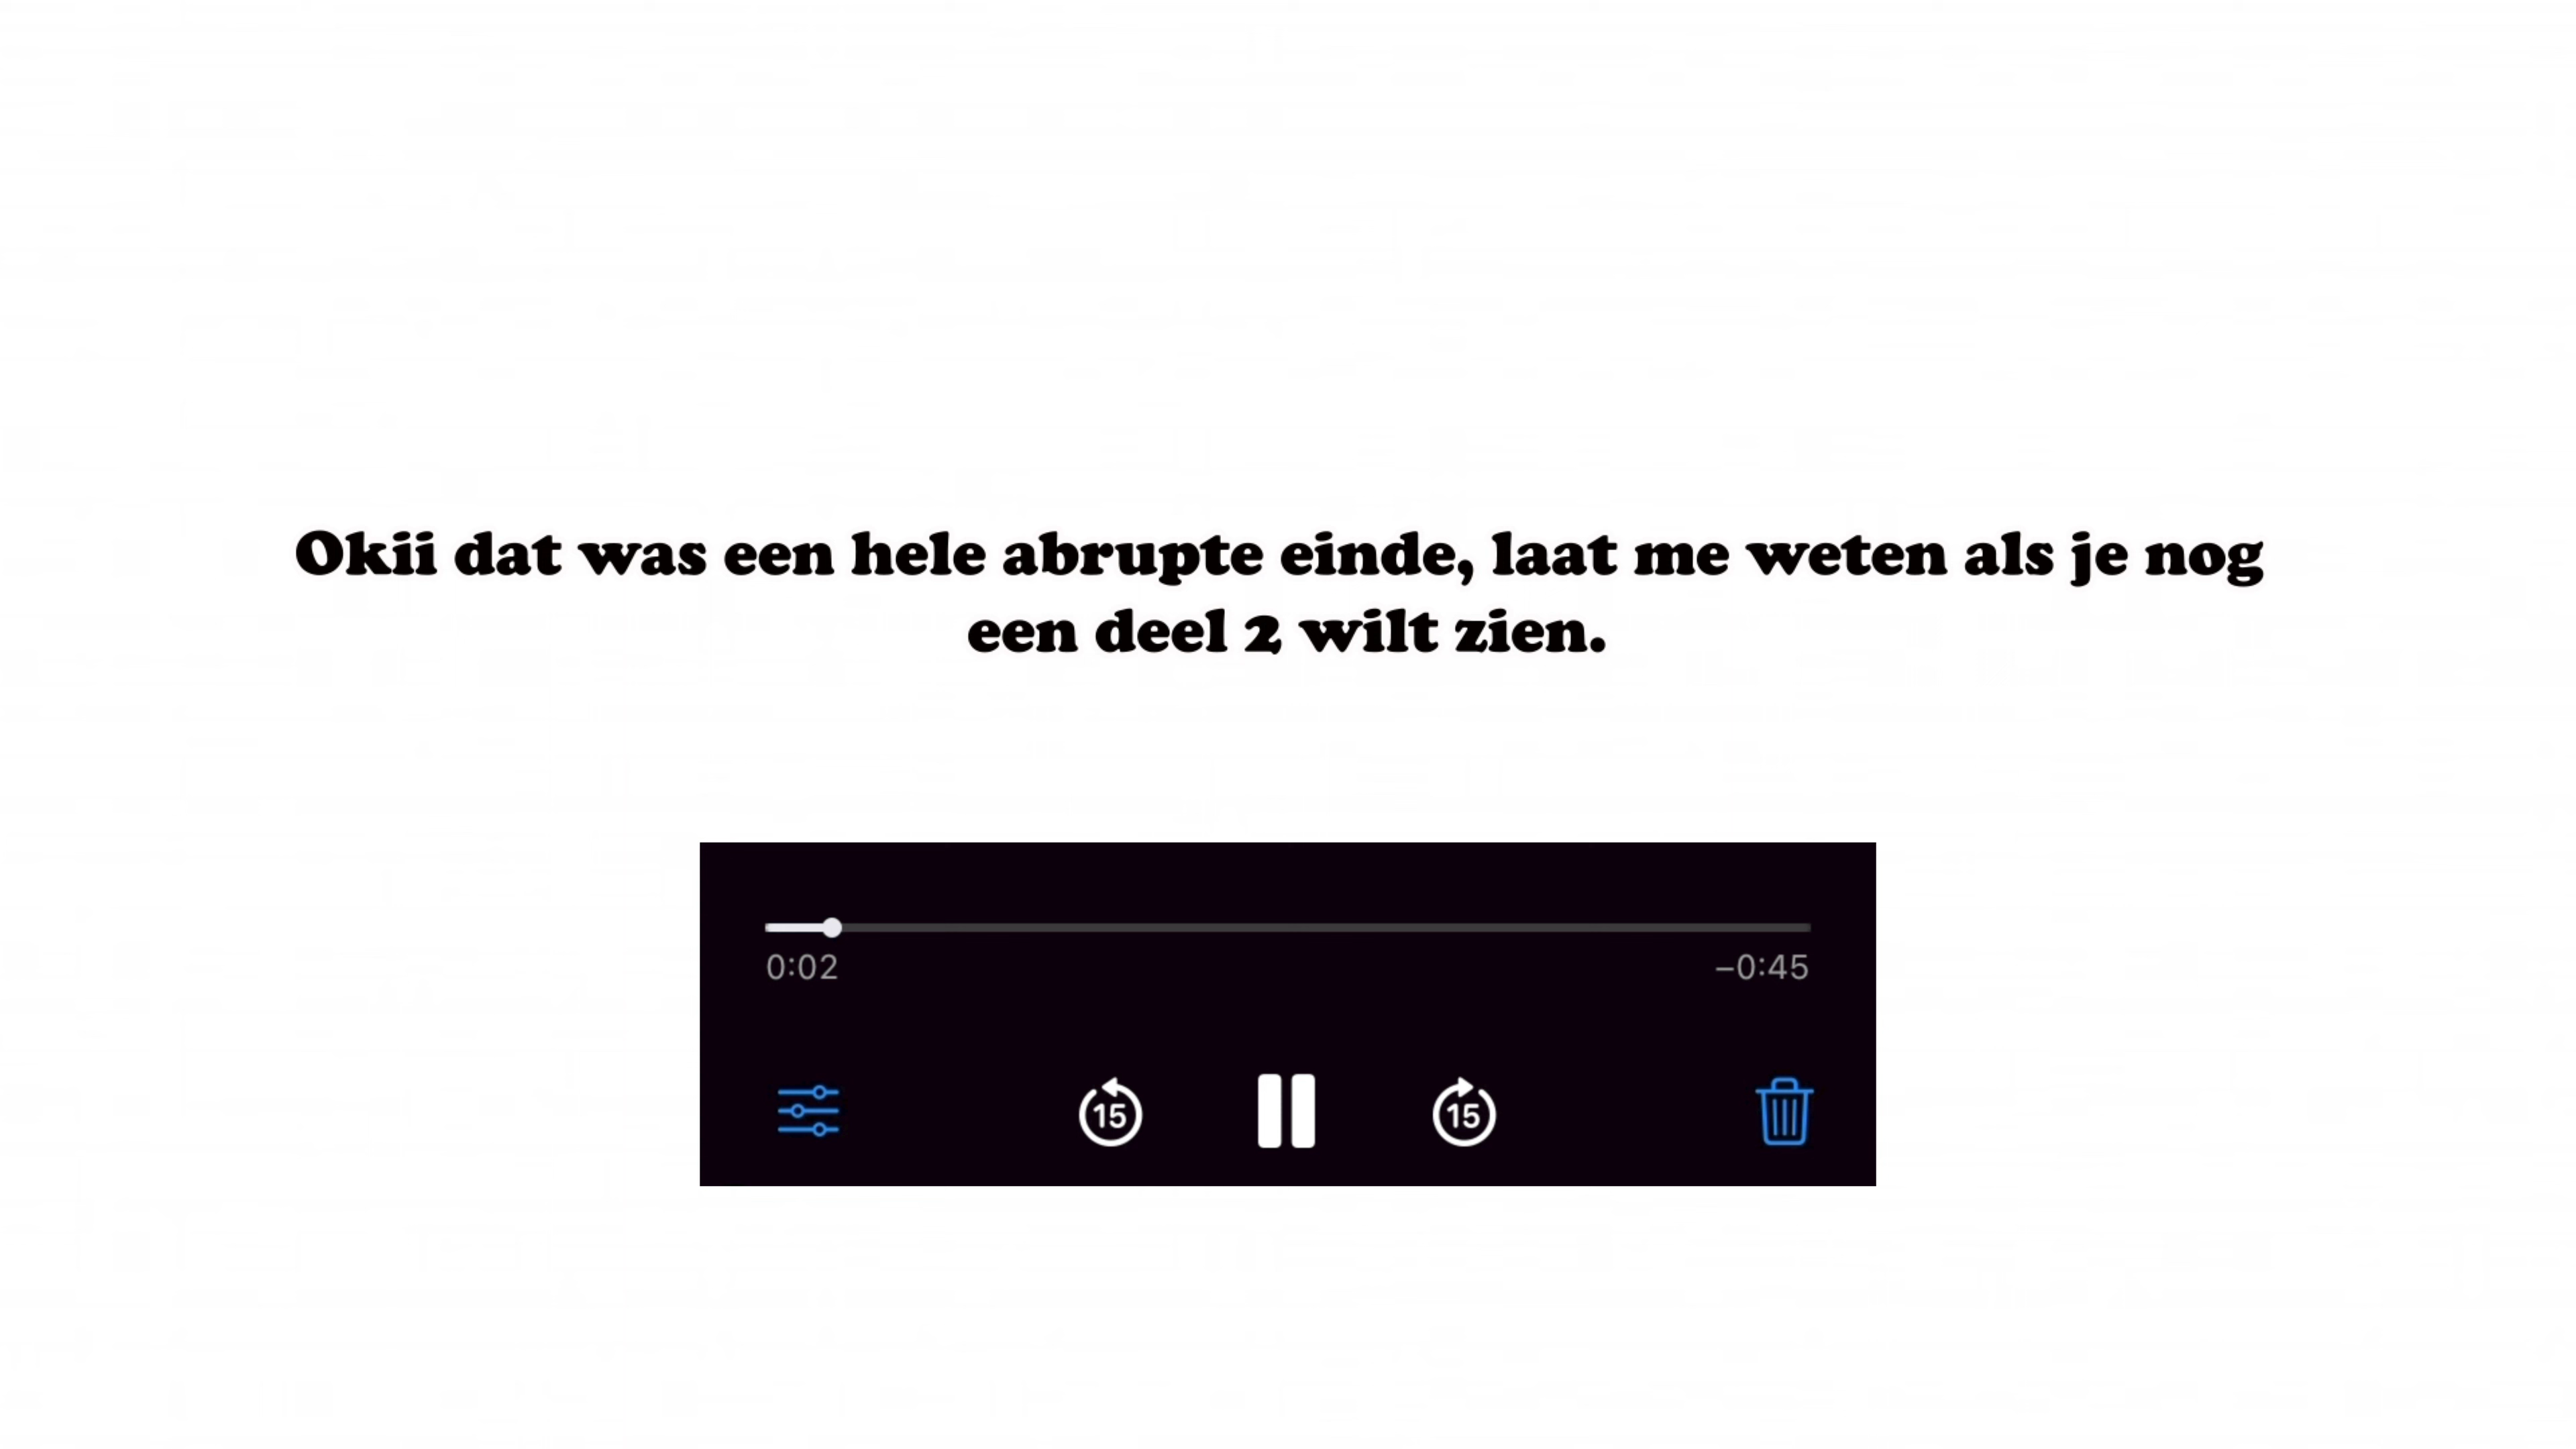 Okii dat was een hele abrupte einde, laat me weten als je nog
een deel 2 wilt zien.
0:02
−0:45
15
15